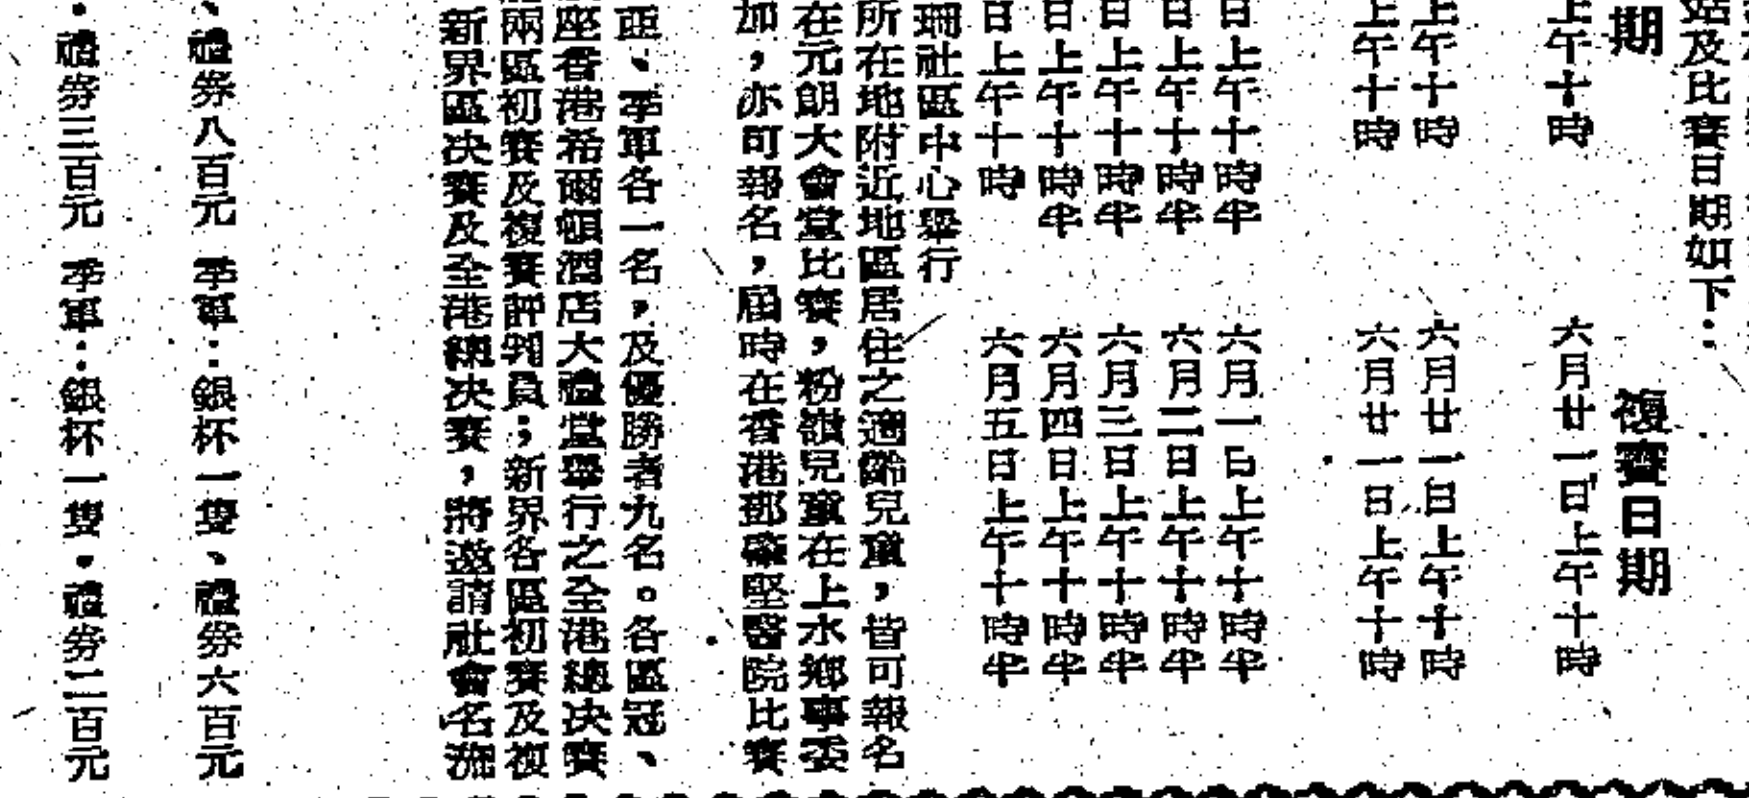 站及比賽日期如下：
期
複賽日期
上午十時
六月廿一日上午十時
上午十時
六月廿一日上午十時
上午十時
六月廿一日上午十時
日上午十時半
六月一日上午十時半
日上午十時半
六月二日上午十時半
日上午十時半
六月三日上午十時半
日上午十時半
六月四日上午十時半
日上午十時
六月五日上午十時半
社區中心舉行
所在地附近地區居住之適齡兒童，皆可報名
在元朗大會堂比賽，粉嶺兒童在上水鄉事委
加，亦可報名，屆時在香港鄧肇堅醫院比賽
亞、季軍各一名，及優勝者九名。各區冠、
座香港希爾頓酒店大禮堂舉行之全港總决賽
兩區初賽及複賽評判員；新界各區初賽及複
新界區决賽及全港總决賽，將邀請社會名流
、禮券八百元 季軍：銀杯一隻、禮券六百元
•禮券三百元 季軍：銀杯一隻•禮券二百元